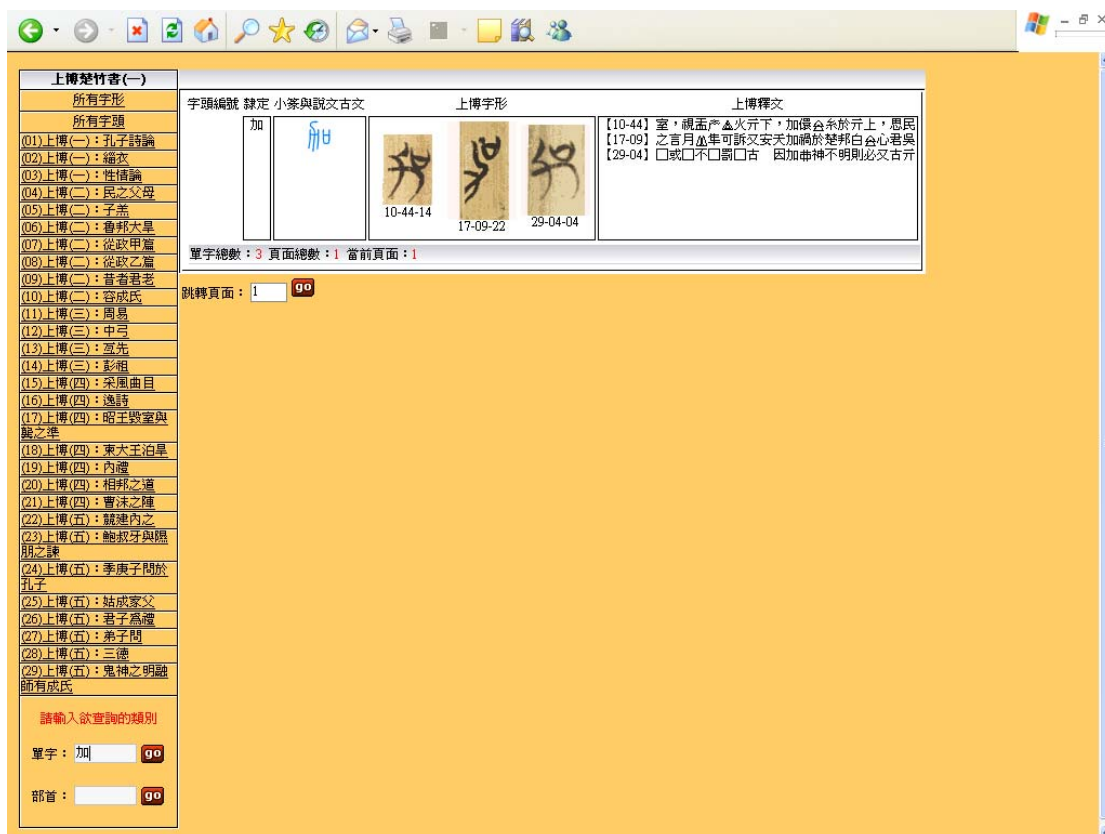 上博楚竹書(一)
所有字形
所有字頭
(01)上博(一)：孔子詩論
(02)上博(一)：緇衣
(03)上博(一)：性情論
(04)上博(二)：民之父母
(05)上博(二)：子羔
(06)上博(二)：魯邦大旱
(07)上博(二)：從政甲篇
(08)上博(二)：從政乙篇
(09)上博(二)：昔者君老
(10)上博(二)：容成氏
(11)上博(三)：周易
(12)上博(三)：中弓
(13)上博(三)：亙先
(14)上博(三)：彭祖
(15)上博(四)：采風曲目
(16)上博(四)：逸詩
(17)上博(四)：昭王毀室與
龔之𦞠
(18)上博(四)：東大王泊旱
(19)上博(四)：內禮
(20)上博(四)：相邦之道
(21)上博(四)：曹沫之陳
(22)上博(五)：競建內之
(23)上博(五)：鮑叔牙與隰
朋之諫
(24)上博(五)：季庚子問於
孔子
(25)上博(五)：姑成家父
(26)上博(五)：君子爲禮
(27)上博(五)：弟子問
(28)上博(五)：三德
(29)上博(五)：鬼神之明融
師有成氏
請輸入欲查詢的類別
單字： 加 go
部首： go
字頭編號 隸定 小篆與說文古文 上博字形 上博釋文
加
10-44-14
17-09-22
29-04-04
【10-44】室，視盂 火亓下，加 於亓上，思民
【17-09】之言月 隼可訴又安天加禍於楚邦白 心君吳
【29-04】囗或囗不囗罰囗古 因加 神不明則必又古亓
單字總數：3 頁面總數：1 當前頁面：1
跳轉頁面： 1 go